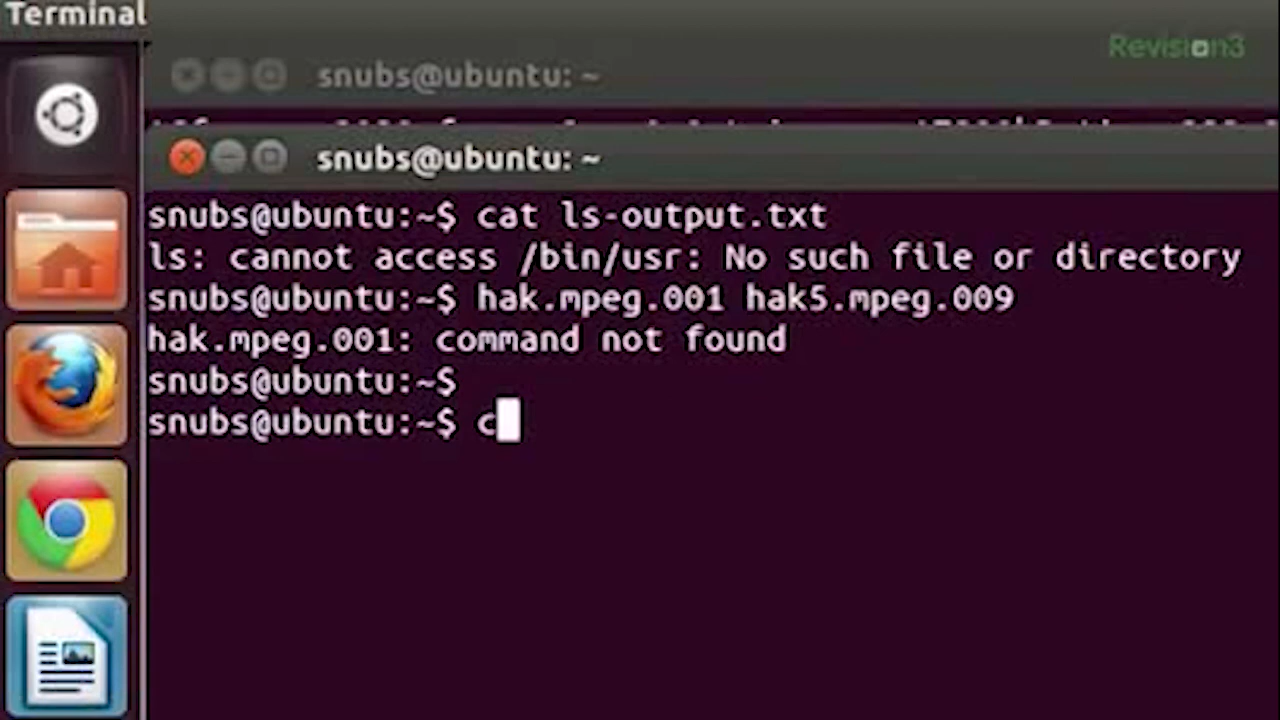 Terminal
Revision3
snubs@ubuntu: ~
snubs@ubuntu: ~
snubs@ubuntu:~$ cat ls-output.txt
ls: cannot access /bin/usr: No such file or directory
snubs@ubuntu:~$ hak.mpeg.001 hak5.mpeg.009
hak.mpeg.001: command not found
snubs@ubuntu:~$
snubs@ubuntu:~$ c